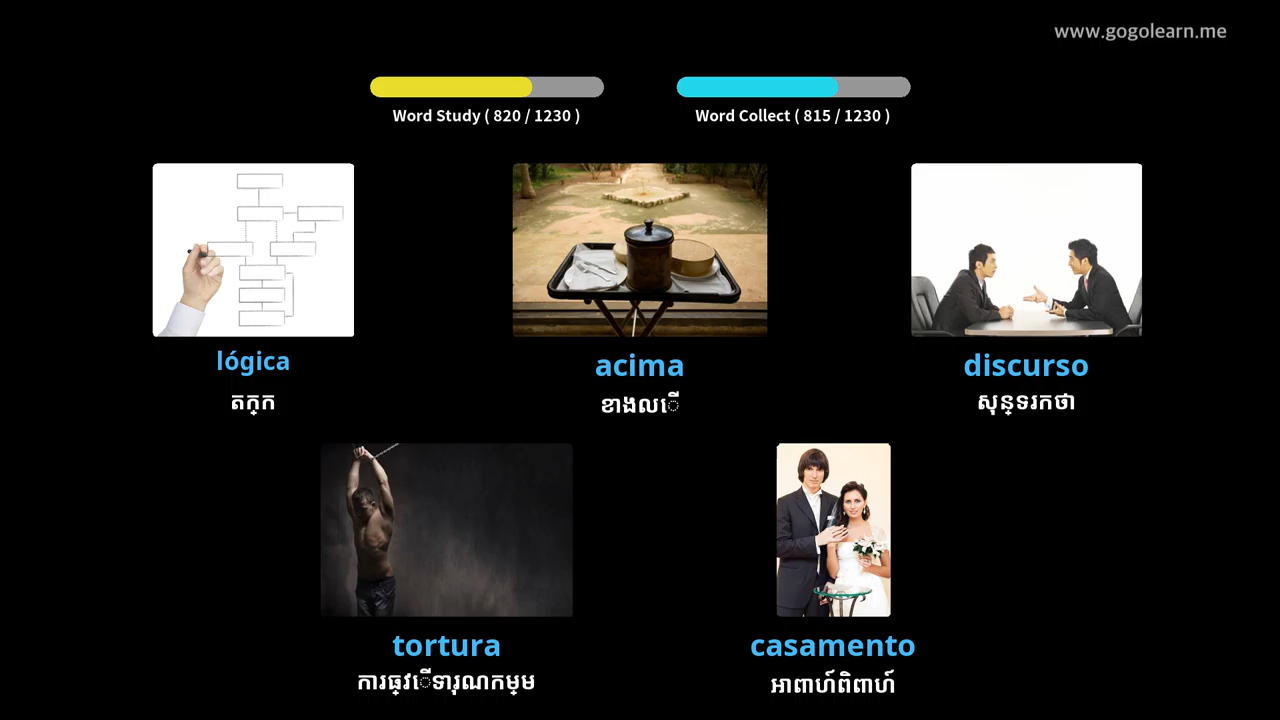 www.gogolearn.me
Word Study ( 820 / 1230 )
Word Collect ( 815 / 1230 )
lógica
តក្ក
acima
ខាងលើ
discurso
សុន្ទរកថា
tortura
ការធ្វើទារុណកម្ម
casamento
អាពាហ៍ពិពាហ៍